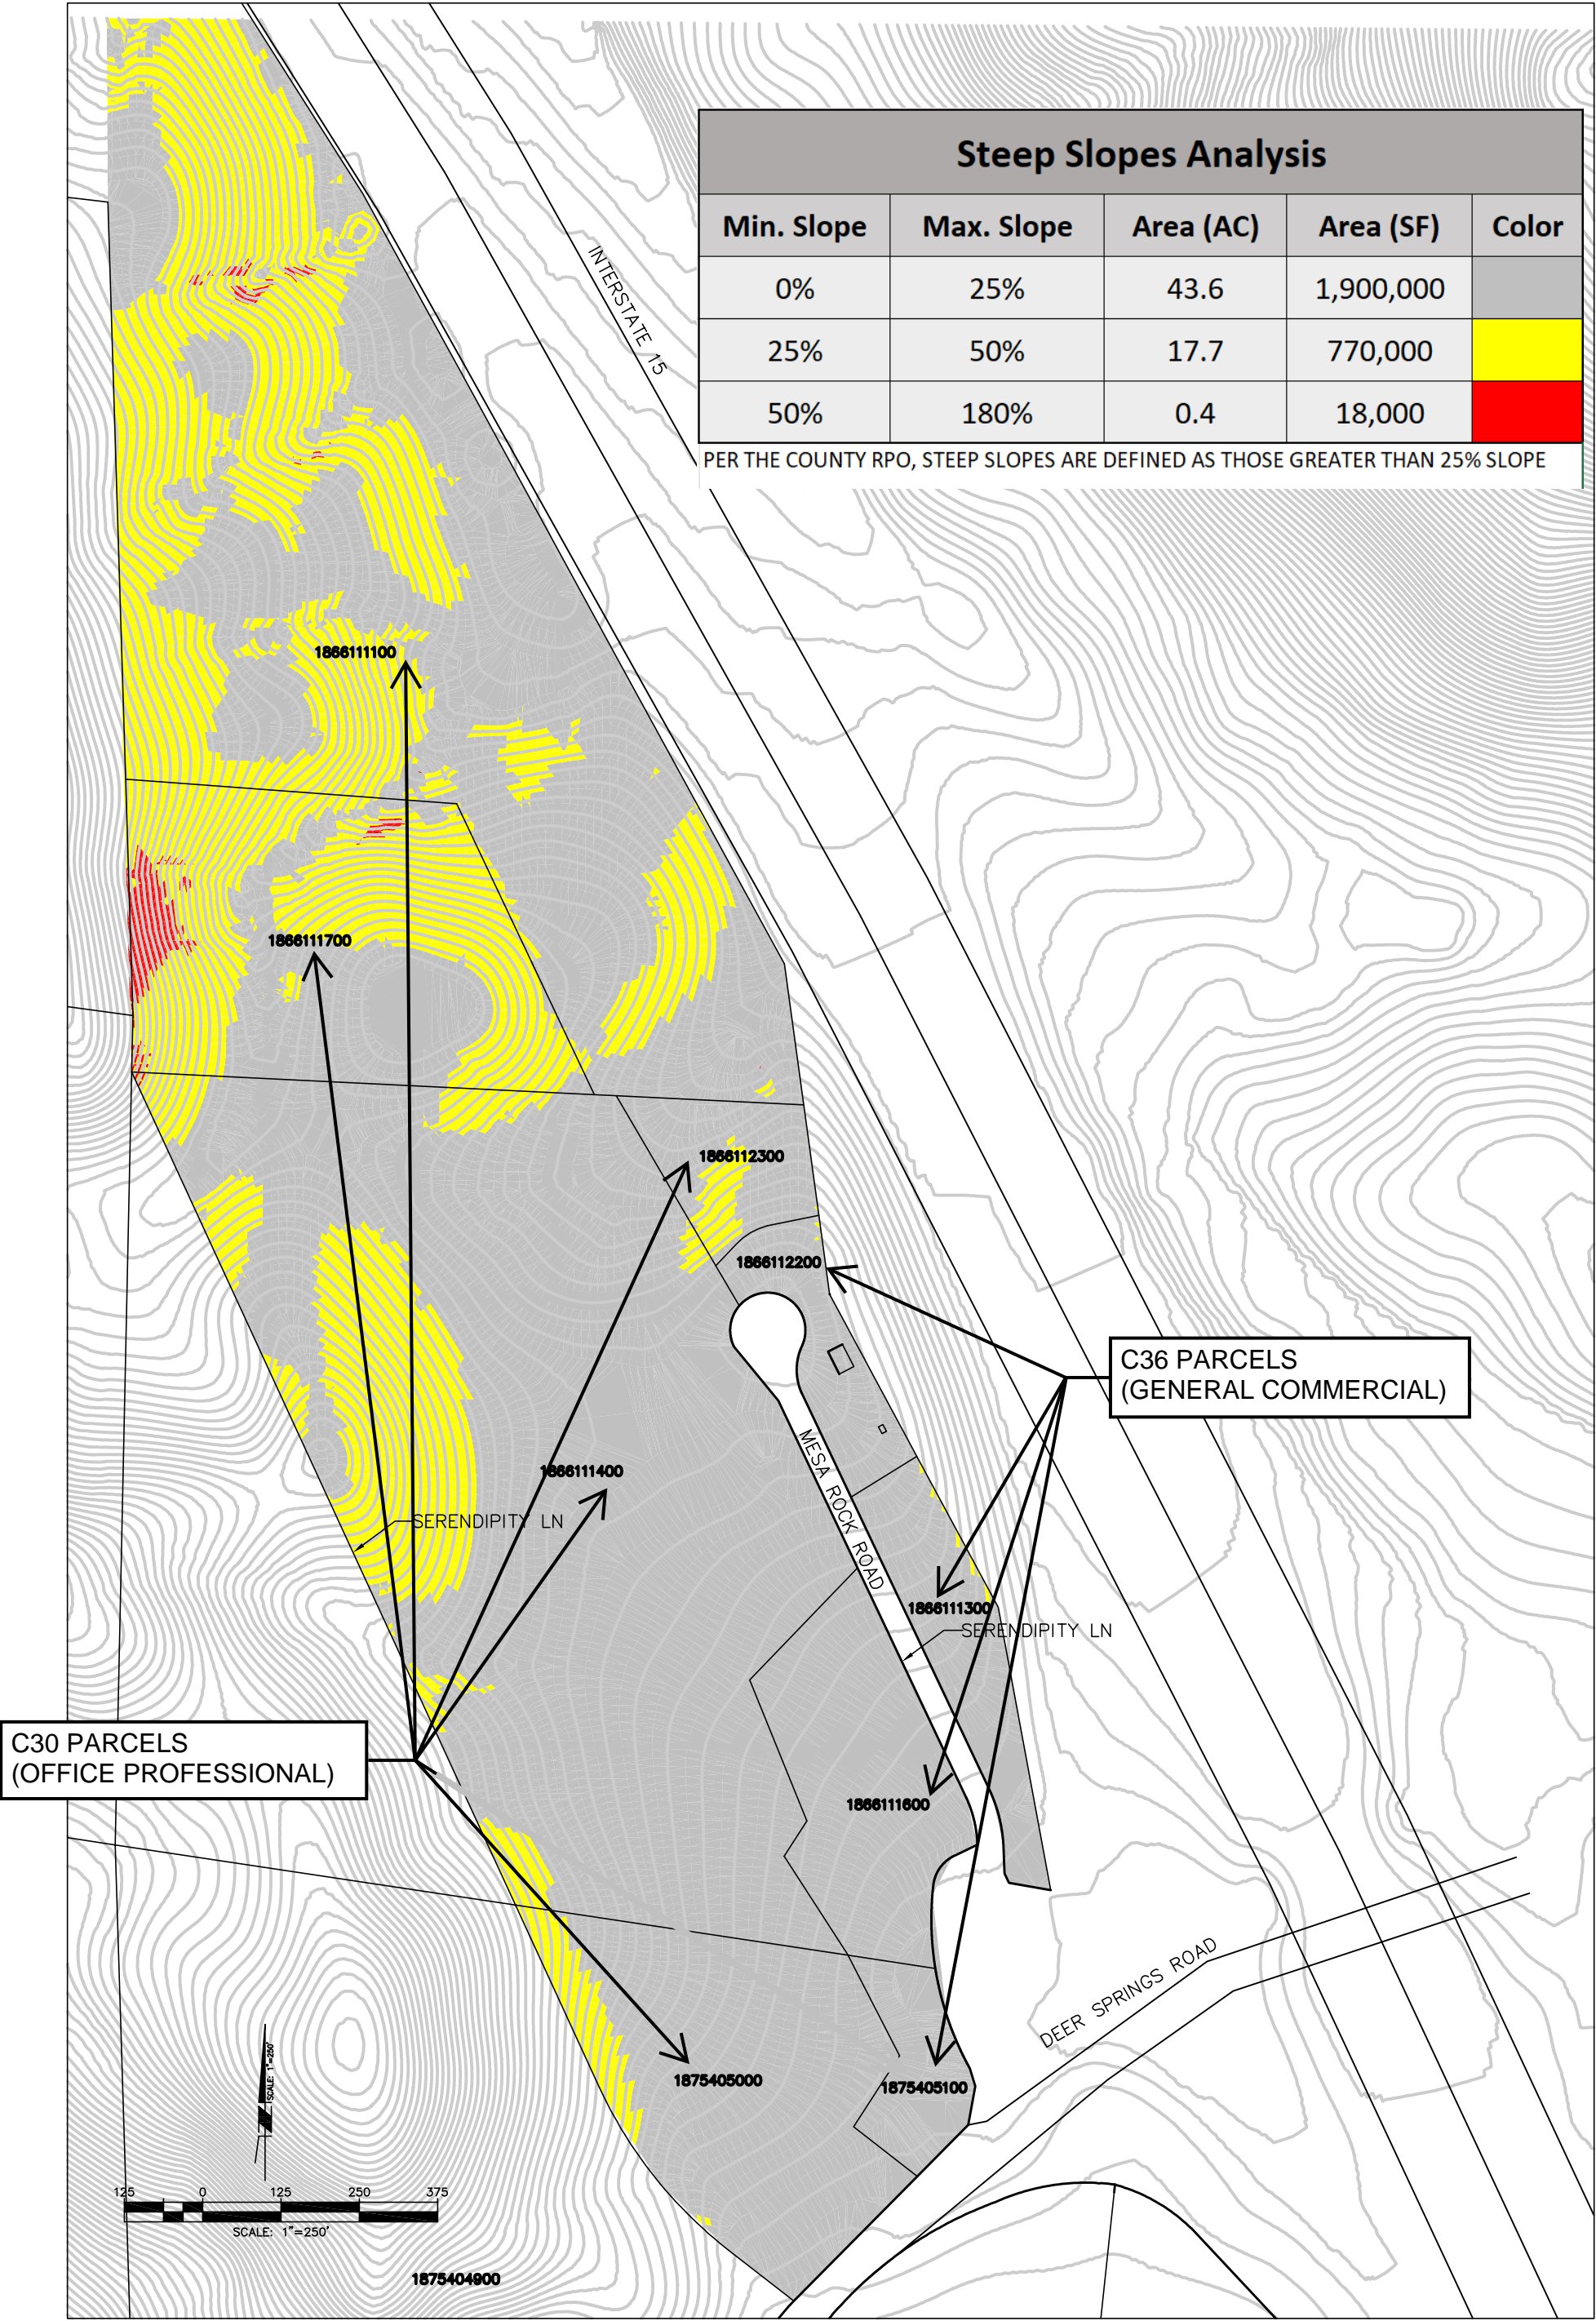 Steep Slopes Analysis
Min. Slope Max. Slope Area (AC) Area (SF) Color
0% 25% 43.6 1,900,000
25% 50% 17.7 770,000
50% 180% 0.4 18,000
PER THE COUNTY RPO, STEEP SLOPES ARE DEFINED AS THOSE GREATER THAN 25% SLOPE
INTERSTATE 15
1866111100
1866111700
1866112300
1866112200
C36 PARCELS
(GENERAL COMMERCIAL)
MESA ROCK ROAD
1866111400
SERENDIPITY LN
1866111300
SERENDIPITY LN
C30 PARCELS
(OFFICE PROFESSIONAL)
1866111600
DEER SPRINGS ROAD
1875405000
1875405100
SCALE: 1"=250'
125 0 125 250 375
SCALE: 1"=250'
1875404900